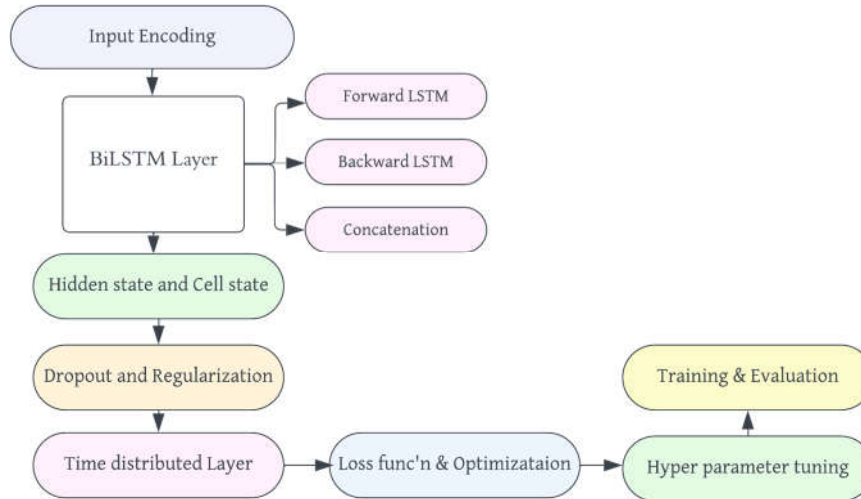 Input Encoding
Forward LSTM
BiLSTM Layer
Backward LSTM
Concatenation
Hidden state and Cell state
Dropout and Regularization
Training & Evaluation
Time distributed Layer
Loss func'n & Optimizataion
Hyper parameter tuning